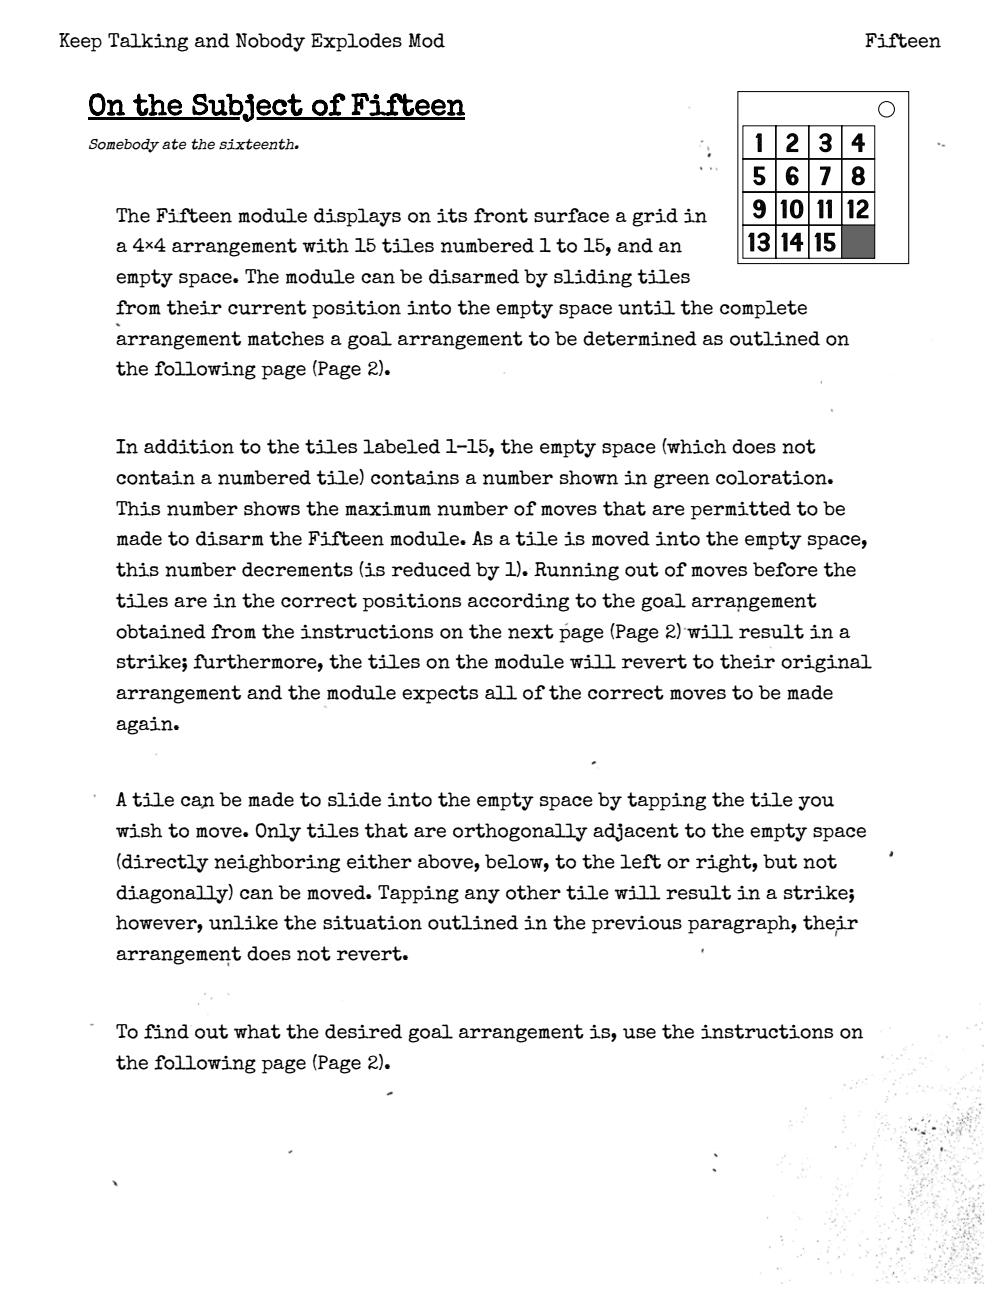 Keep Talking and Nobody Explodes Mod Fifteen
On the Subject of Fifteen
Somebody ate the sixteenth.
1 2 3 4
5 6 7 8
9 10 11 12
13 14 15
The Fifteen module displays on its front surface a grid in
a 4×4 arrangement with 15 tiles numbered 1 to 15, and an
empty space. The module can be disarmed by sliding tiles
from their current position into the empty space until the complete
arrangement matches a goal arrangement to be determined as outlined on
the following page (Page 2).
In addition to the tiles labeled 1-15, the empty space (which does not
contain a numbered tile) contains a number shown in green coloration.
This number shows the maximum number of moves that are permitted to be
made to disarm the Fifteen module. As a tile is moved into the empty space,
this number decrements (is reduced by 1). Running out of moves before the
tiles are in the correct positions according to the goal arrangement
obtained from the instructions on the next page (Page 2) will result in a
strike; furthermore, the tiles on the module will revert to their original
arrangement and the module expects all of the correct moves to be made
again.
A tile can be made to slide into the empty space by tapping the tile you
wish to move. Only tiles that are orthogonally adjacent to the empty space
(directly neighboring either above, below, to the left or right, but not
diagonally) can be moved. Tapping any other tile will result in a strike;
however, unlike the situation outlined in the previous paragraph, their
arrangement does not revert.
To find out what the desired goal arrangement is, use the instructions on
the following page (Page 2).